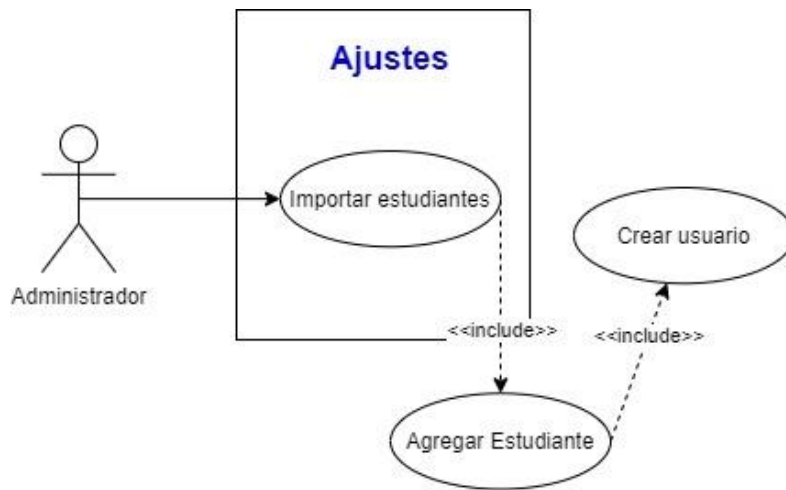 Ajustes
Importar estudiantes
Crear usuario
Administrador
<<include>>
<<include>>
Agregar Estudiante